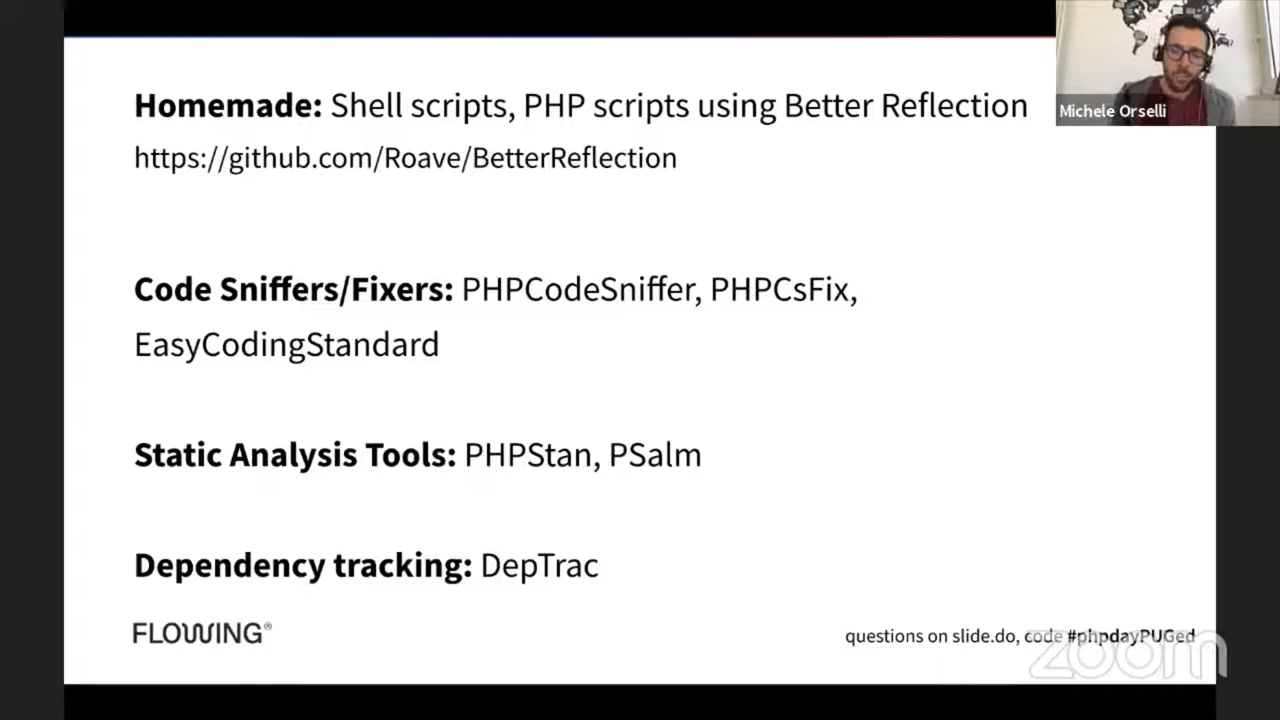 Homemade: Shell scripts, PHP scripts using Better Reflection
https://github.com/Roave/BetterReflection
Michele Orselli
Code Sniffers/Fixers: PHPCodeSniffer, PHPCsFix,
EasyCodingStandard
Static Analysis Tools: PHPStan, PSalm
Dependency tracking: DepTrac
FLOWING®
questions on slide.do, code #phpdayPUGed
zoom